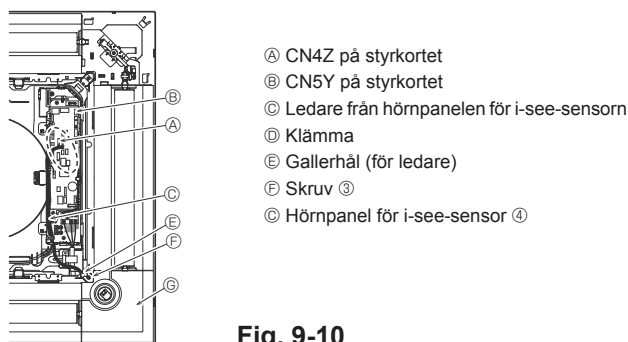 Ⓑ
Ⓐ
Ⓒ
Ⓔ
Ⓕ
Ⓖ
Ⓐ CN4Z på styrkortet
Ⓑ CN5Y på styrkortet
Ⓒ Ledare från hörnpanelen för i-see-sensorn
Ⓓ Klämma
Ⓔ Gallerhål (för ledare)
Ⓕ Skruv ③
Ⓒ Hörnpanel för i-see-sensor ④
Fig. 9-10